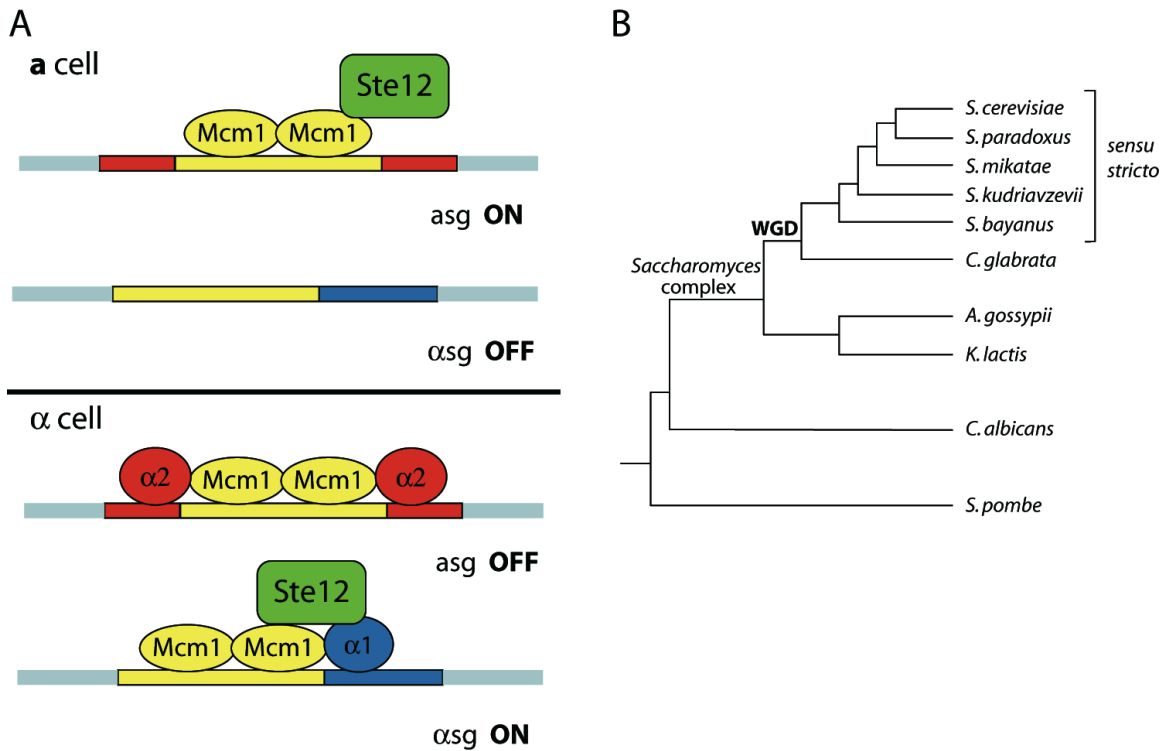 A
a cell
Ste12
Mcm1 Mcm1
asg ON
αsg OFF
α cell
α2 Mcm1 Mcm1 α2
asg OFF
Ste12
Mcm1 Mcm1 α1
αsg ON
B
S. cerevisiae
S. paradoxus
S. mikatae
S. kudriavzevii
S. bayanus
sensu
stricto
WGD
C. glabrata
Saccharomyces
complex
A. gossypii
K. lactis
C. albicans
S. pombe